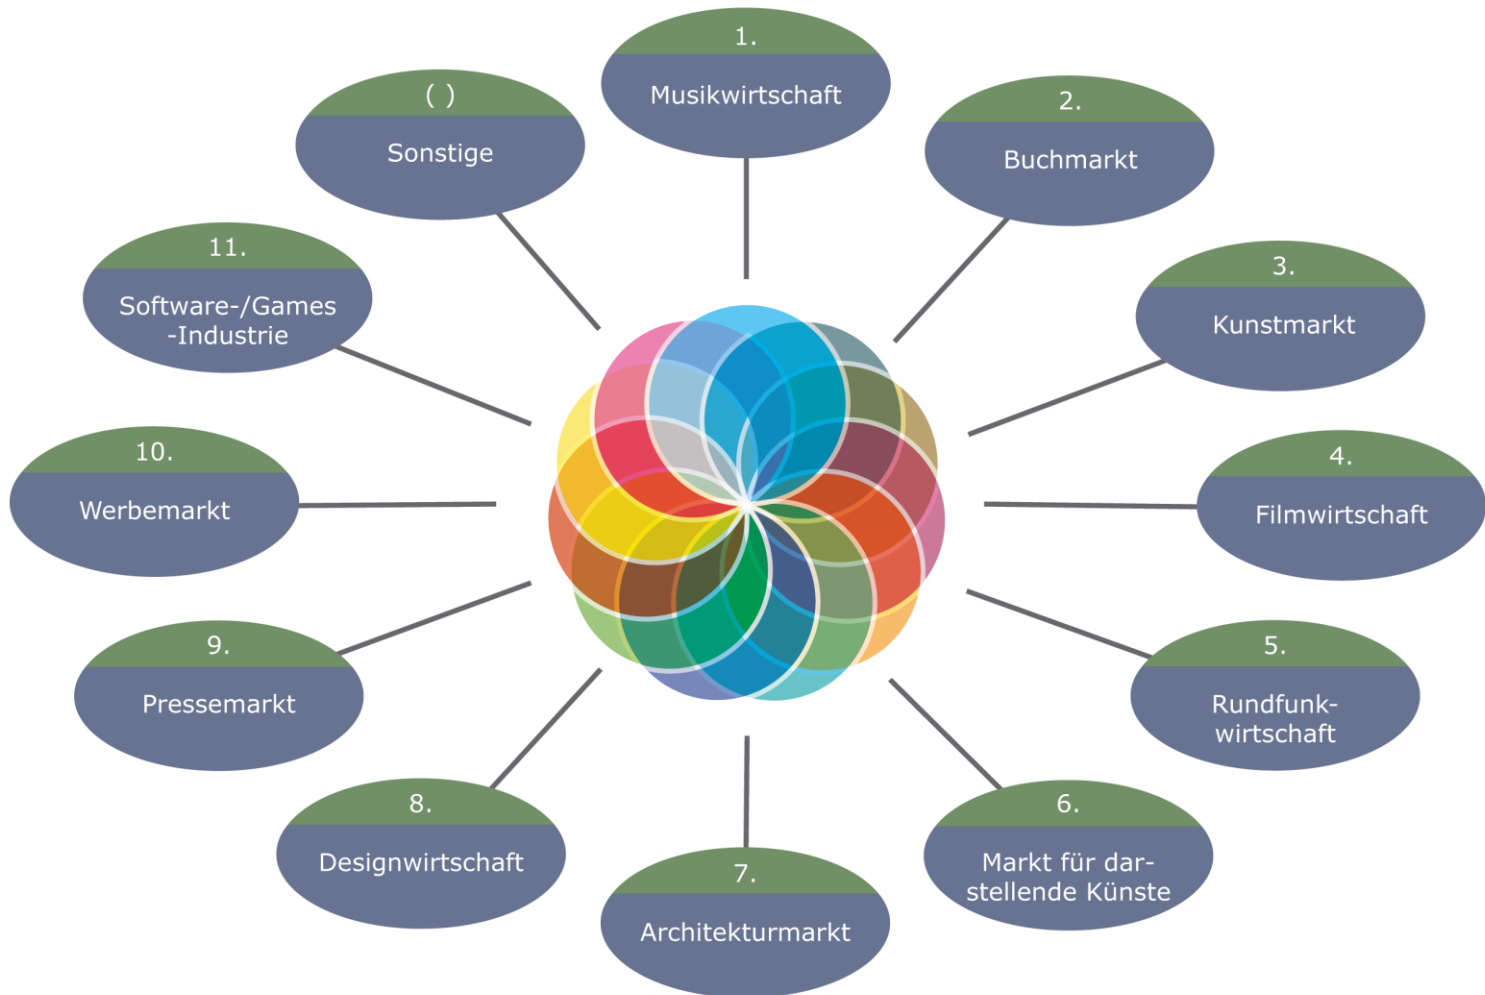 1.
Musikwirtschaft
2.
Buchmarkt
3.
Kunstmarkt
4.
Filmwirtschaft
5.
Rundfunk-
wirtschaft
6.
Markt für dar-
stellende Künste
7.
Architekturmarkt
8.
Designwirtschaft
9.
Pressemarkt
10.
Werbemarkt
11.
Software-/Games
-Industrie
( )
Sonstige